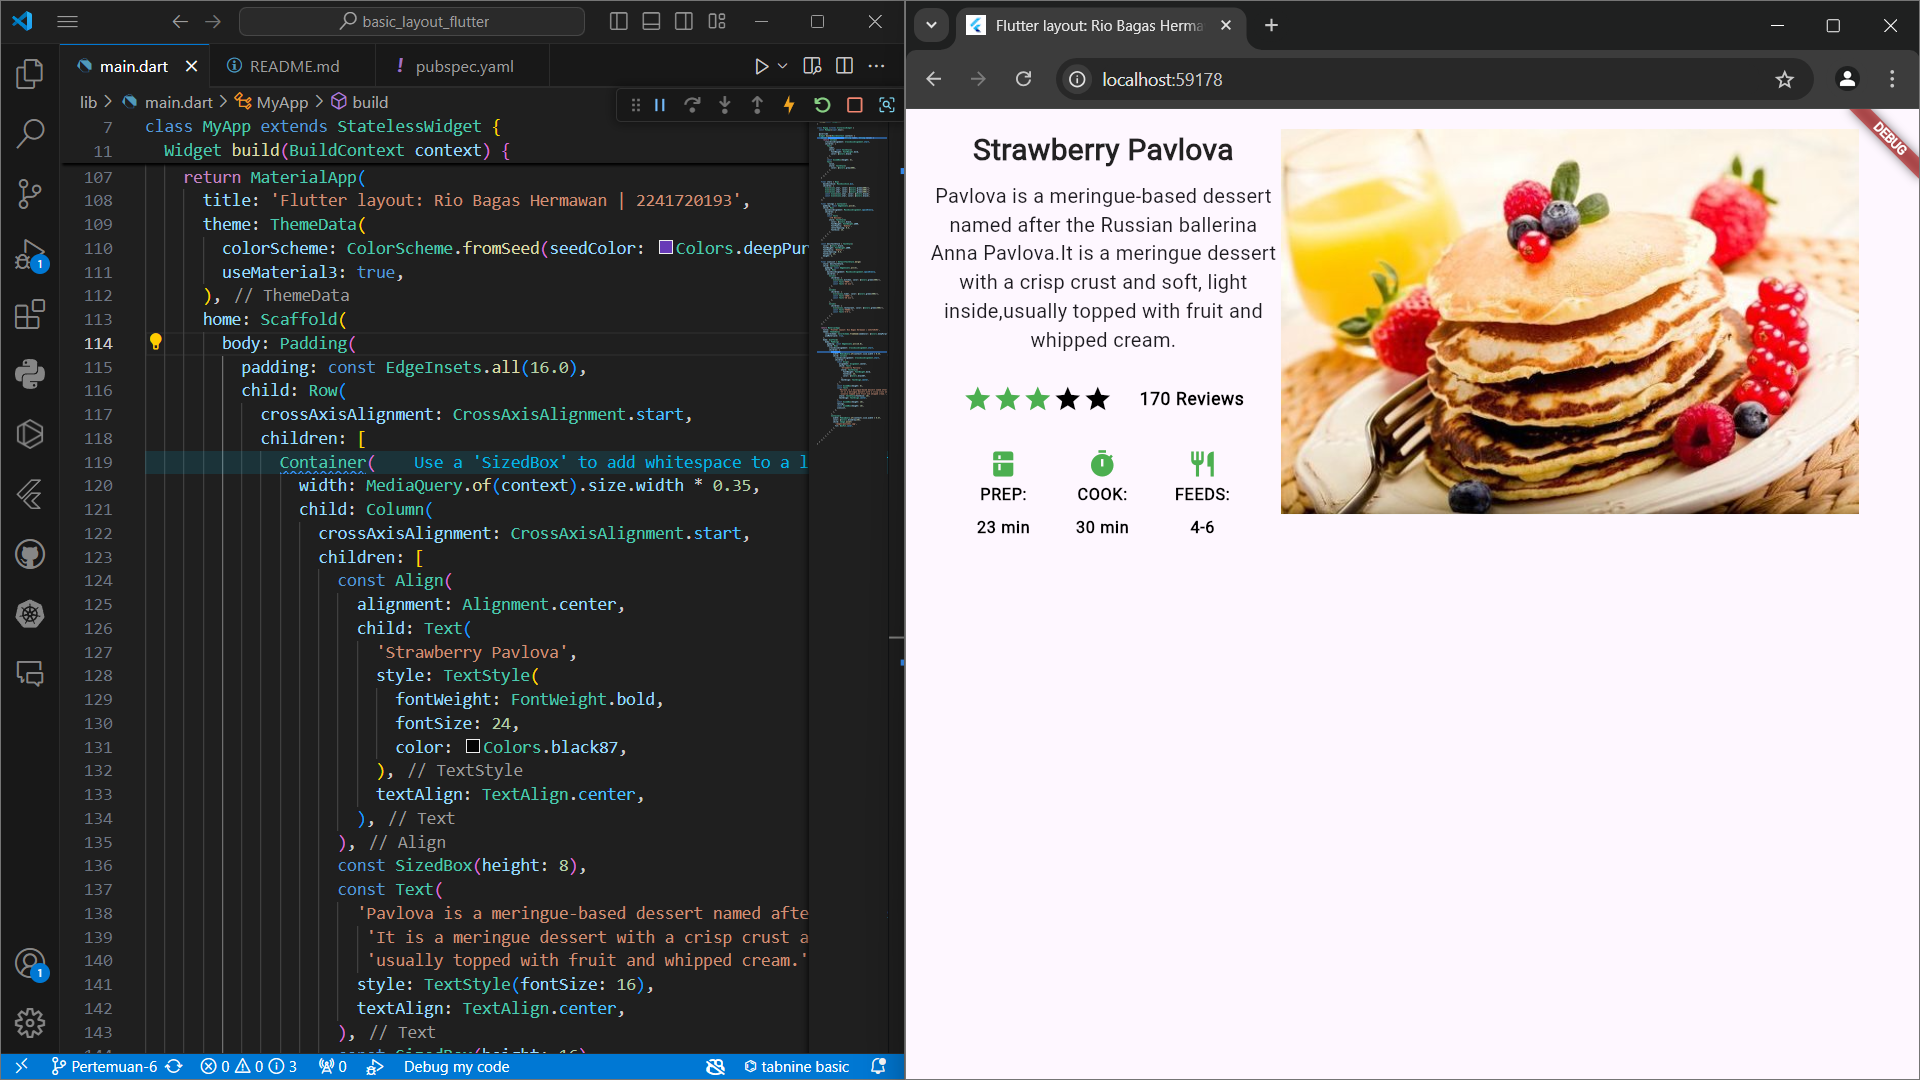 basic_layout_flutter
main.dart
README.md
! pubspec.yaml
lib > main.dart > MyApp > build
7 class MyApp extends StatelessWidget {
11 Widget build(BuildContext context) {
107 return MaterialApp(
108 title: 'Flutter layout: Rio Bagas Hermawan | 2241720193',
109 theme: ThemeData(
110 colorScheme: ColorScheme.fromSeed(seedColor: Colors.deepPur
111 useMaterial3: true,
112 ), // ThemeData
113 home: Scaffold(
114 body: Padding(
115 padding: const EdgeInsets.all(16.0),
116 child: Row(
117 crossAxisAlignment: CrossAxisAlignment.start,
118 children: [
119 Container( Use a 'SizedBox' to add whitespace to a l
120 width: MediaQuery.of(context).size.width * 0.35,
121 child: Column(
122 crossAxisAlignment: CrossAxisAlignment.start,
123 children: [
124 const Align(
125 alignment: Alignment.center,
126 child: Text(
127 'Strawberry Pavlova',
128 style: TextStyle(
129 fontWeight: FontWeight.bold,
130 fontSize: 24,
131 color: Colors.black87,
132 ), // TextStyle
133 textAlign: TextAlign.center,
134 ), // Text
135 ), // Align
136 const SizedBox(height: 8),
137 const Text(
138 'Pavlova is a meringue-based dessert named afte
139 'It is a meringue dessert with a crisp crust a
140 'usually topped with fruit and whipped cream.'
141 style: TextStyle(fontSize: 16),
142 textAlign: TextAlign.center,
143 ), // Text
1
1
Pertemuan-6 0 0 3 0 Debug my code tabnine basic
Flutter layout: Rio Bagas Herma
localhost:59178
DEBUG
Strawberry Pavlova
Pavlova is a meringue-based dessert
named after the Russian ballerina
Anna Pavlova.It is a meringue dessert
with a crisp crust and soft, light
inside,usually topped with fruit and
whipped cream.
170 Reviews
PREP: COOK: FEEDS:
23 min 30 min 4-6